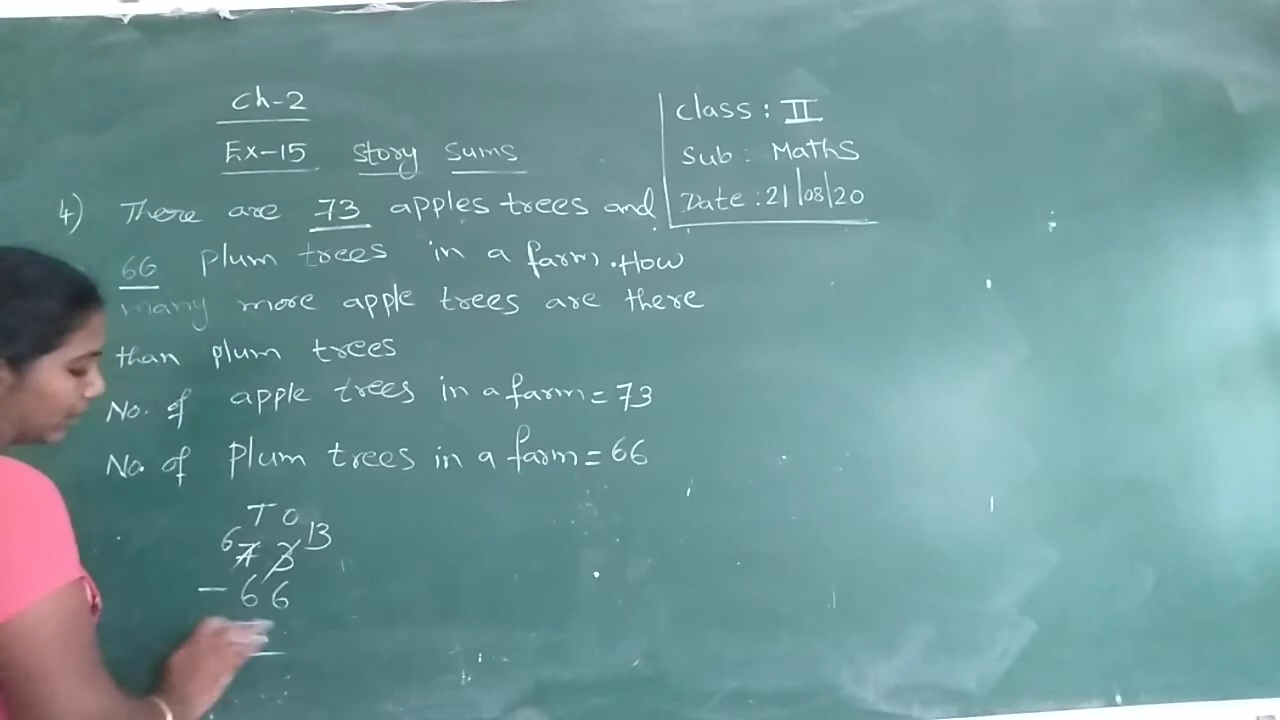 Ch-2
Ex-15 Story Sums
Class : II
Sub : Maths
Date : 21/08/20
4) There are 73 apples trees and
66 plum trees in a farm. How
many more apple trees are there
than plum trees
No. of apple trees in a farm = 73
No. of Plum trees in a farm = 66
T O
6 13
7 3
- 6 6